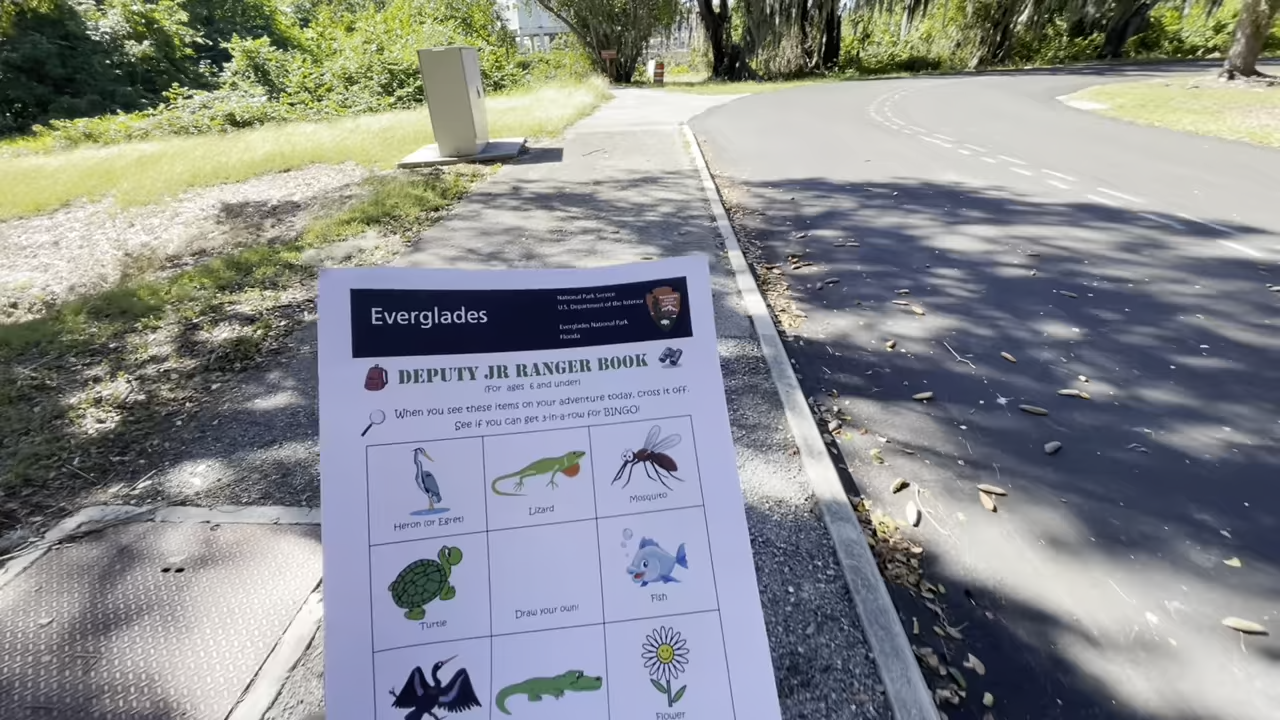 Everglades
National Park Service
U.S. Department of the Interior
Everglades National Park
Florida
DEPUTY JR RANGER BOOK
(For ages 6 and under)
When you see these items on your adventure today, cross it off.
See if you can get 3-in-a-row for BINGO!
Heron (or Egret)
Lizard
Mosquito
Turtle
Draw your own!
Fish
Flower